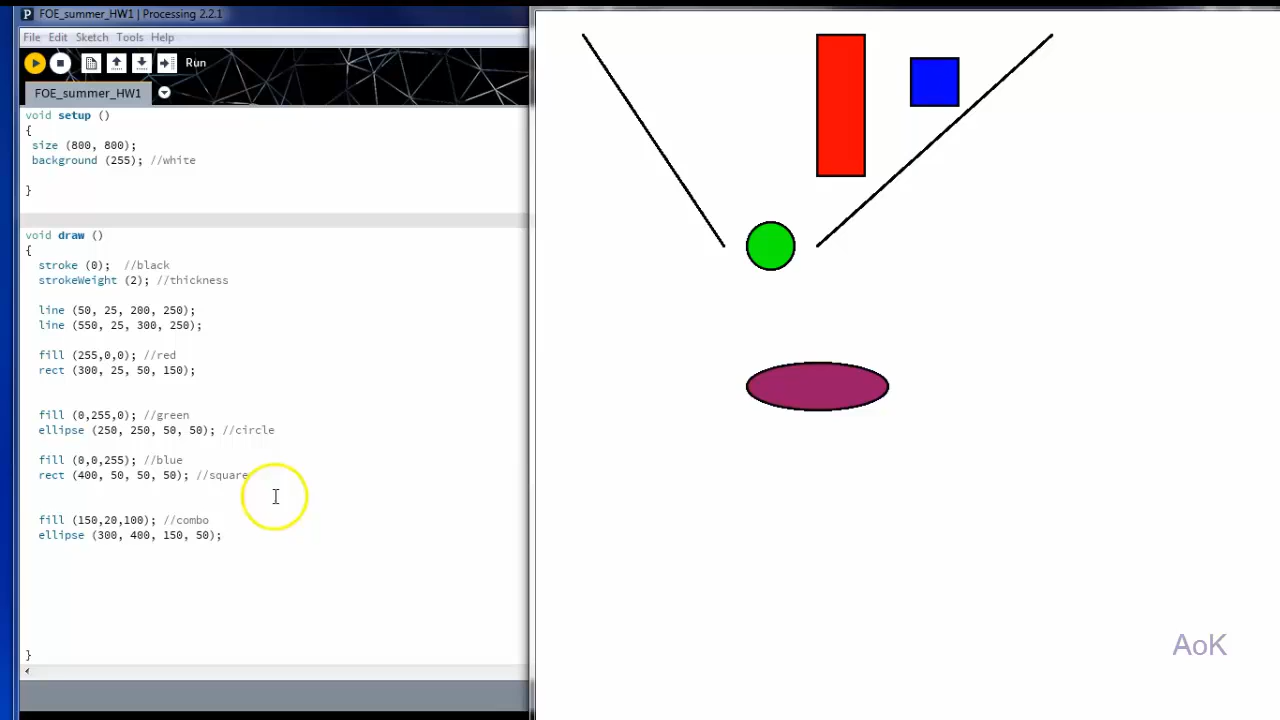 FOE_summer_HW1 | Processing 2.2.1
File Edit Sketch Tools Help
Run
FOE_summer_HW1
void setup ()
{
size (800, 800);
background (255); //white
}
void draw ()
{
stroke (0); //black
strokeWeight (2); //thickness
line (50, 25, 200, 250);
line (550, 25, 300, 250);
fill (255,0,0); //red
rect (300, 25, 50, 150);
fill (0,255,0); //green
ellipse (250, 250, 50, 50); //circle
fill (0,0,255); //blue
rect (400, 50, 50, 50); //square
fill (150,20,100); //combo
ellipse (300, 400, 150, 50);
}
AoK